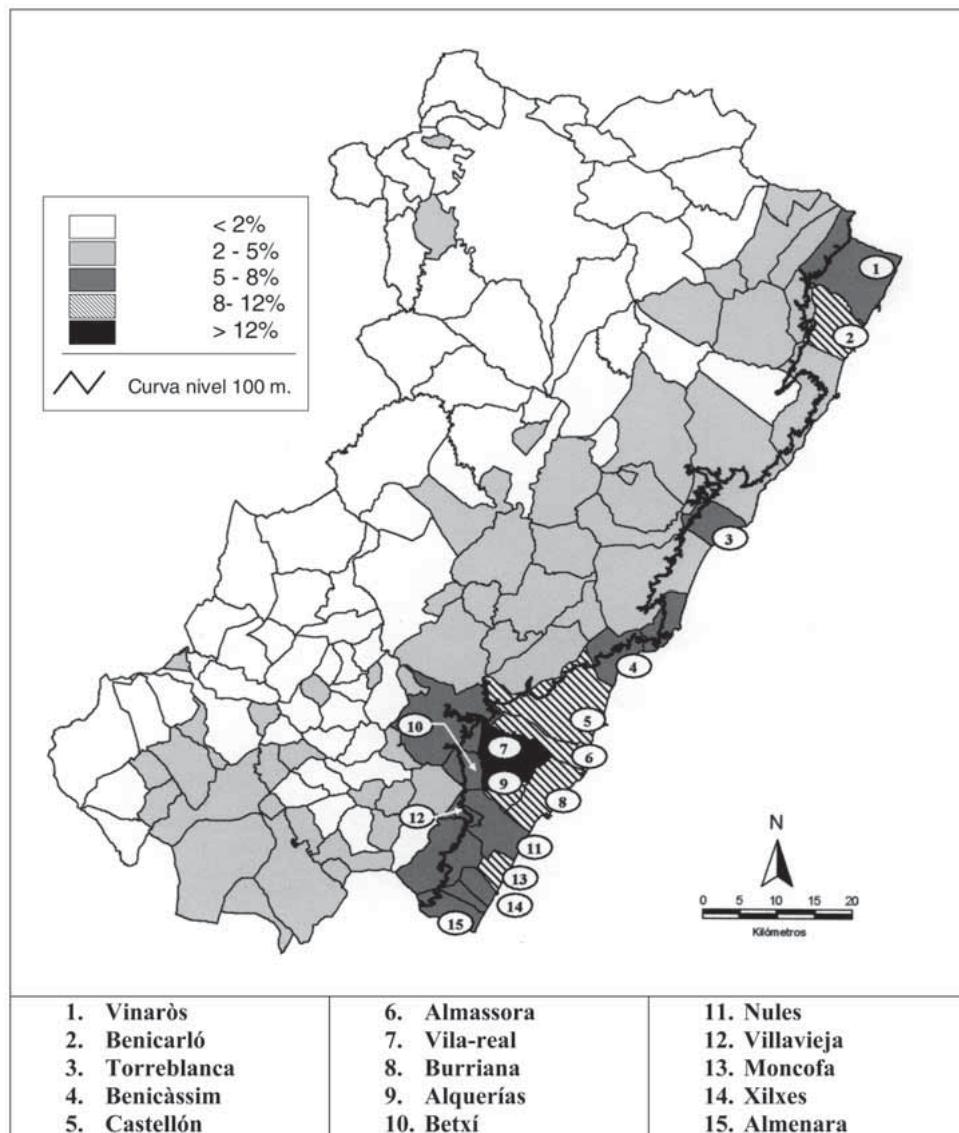 < 2%
2 - 5%
5 - 8%
8- 12%
> 12%
Curva nivel 100 m.
1
2
3
4
5
6
7
8
9
10
11
12
13
14
15
N
0 5 10 15 20
Kilómetros
1. Vinaròs
2. Benicarló
3. Torreblanca
4. Benicàssim
5. Castellón
6. Almassora
7. Vila-real
8. Burriana
9. Alquerías
10. Betxí
11. Nules
12. Villavieja
13. Moncofa
14. Xilxes
15. Almenara